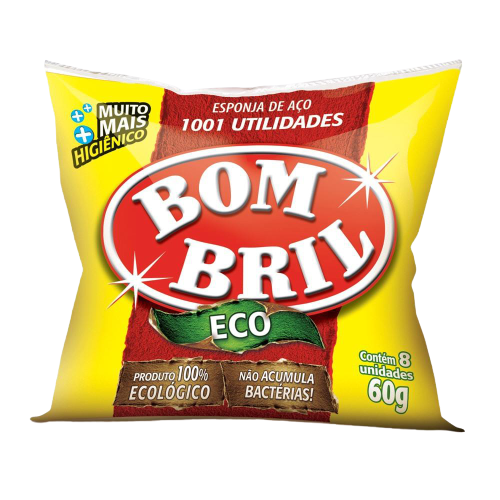 MUITO
MAIS
HIGIÊNICO
ESPONJA DE AÇO
1001 UTILIDADES
BOM
BRIL
ECO
PRODUTO 100%
ECOLÓGICO
NÃO ACUMULA
BACTÉRIAS!
Contém 8
unidades
60g